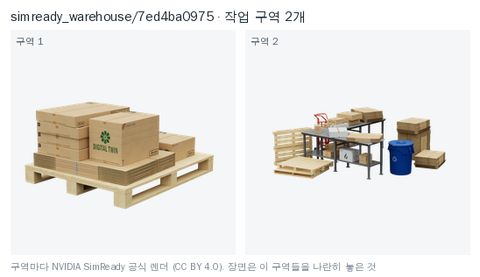 simready_warehouse/7ed4ba0975 · 작업 구역 2개
구역 1
구역 2
DIGITAL TWIN
구역마다 NVIDIA SimReady 공식 렌더 (CC BY 4.0). 장면은 이 구역들을 나란히 놓은 것